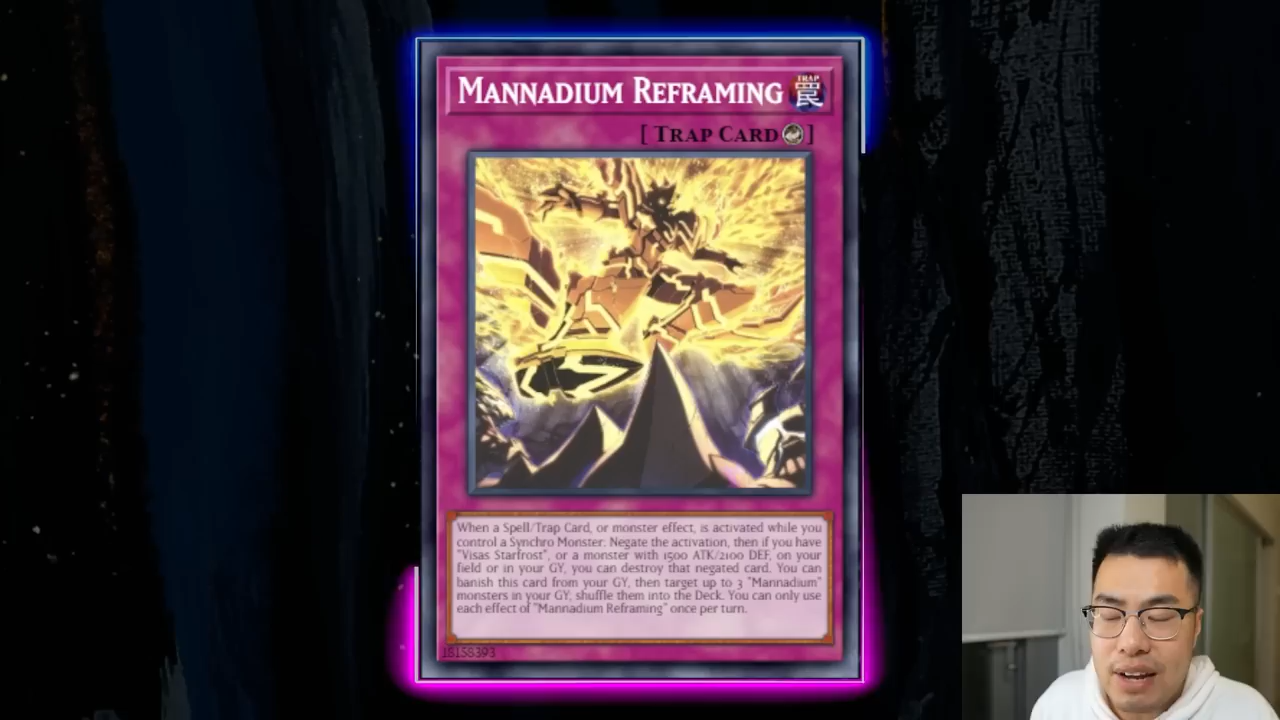 MANNADIUM REFRAMING
TRAP
罠
[ TRAP CARD ]
When a Spell/Trap Card, or monster effect, is activated while you
control a Synchro Monster: Negate the activation, then if you have
"Visas Starfrost", or a monster with 1500 ATK/2100 DEF, on your
field or in your GY, you can destroy that negated card. You can
banish this card from your GY, then target up to 3 "Mannadium"
monsters in your GY; shuffle them into the Deck. You can only use
each effect of "Mannadium Reframing" once per turn.
18158393